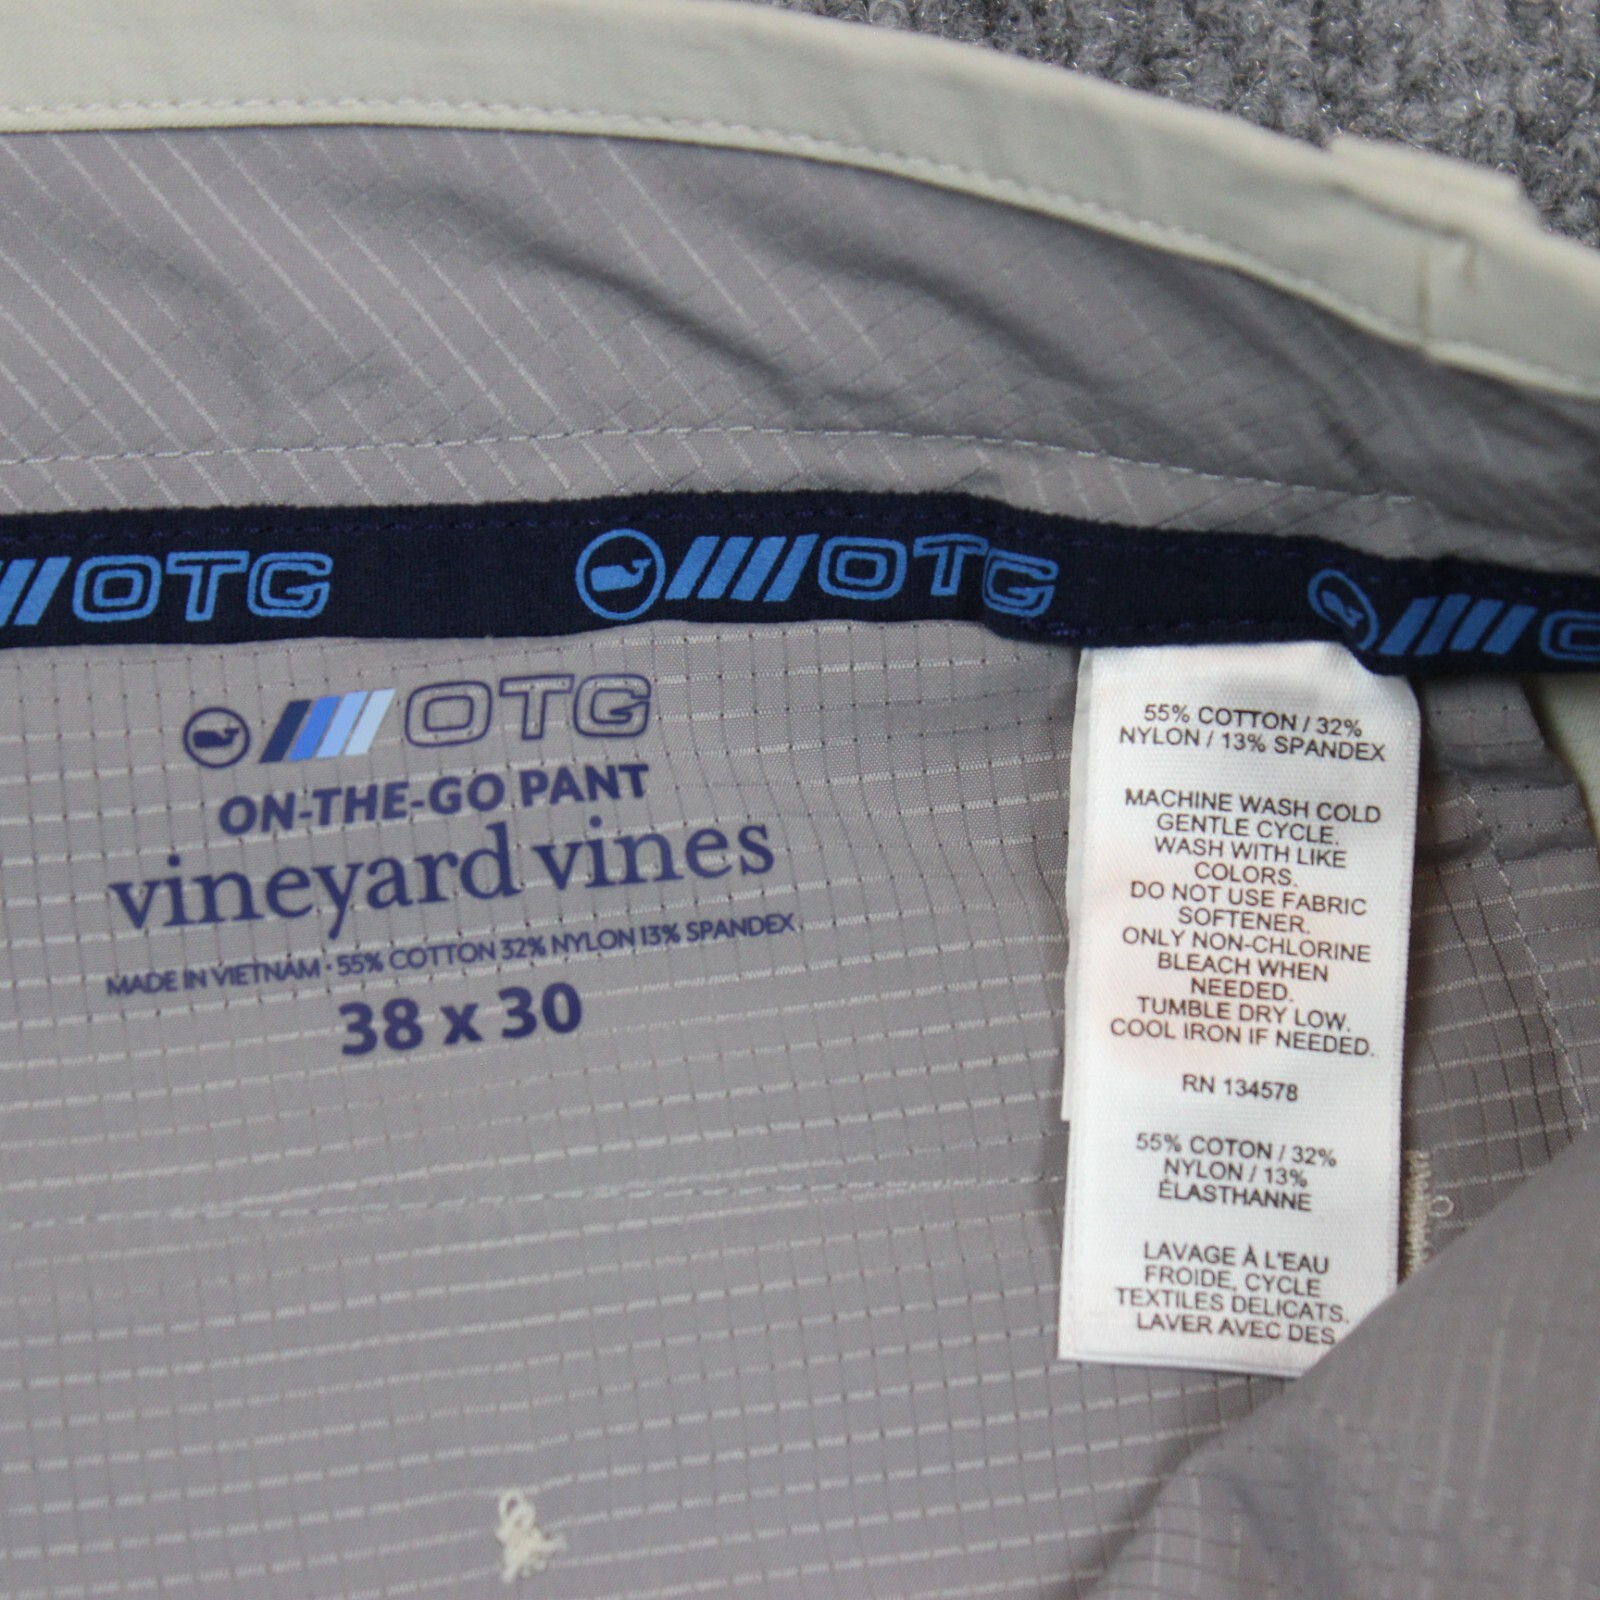 OTG
OTG
OTG
ON-THE-GO PANT
vineyard vines
MADE IN VIETNAM · 55% COTTON 32% NYLON 13% SPANDEX
38 x 30
55% COTTON / 32%
NYLON / 13% SPANDEX
MACHINE WASH COLD
GENTLE CYCLE.
WASH WITH LIKE
COLORS.
DO NOT USE FABRIC
SOFTENER.
ONLY NON-CHLORINE
BLEACH WHEN
NEEDED.
TUMBLE DRY LOW.
COOL IRON IF NEEDED.
RN 134578
55% COTON / 32%
NYLON / 13%
ÉLASTHANNE
LAVAGE À L'EAU
FROIDE, CYCLE
TEXTILES DELICATS.
LAVER AVEC DES